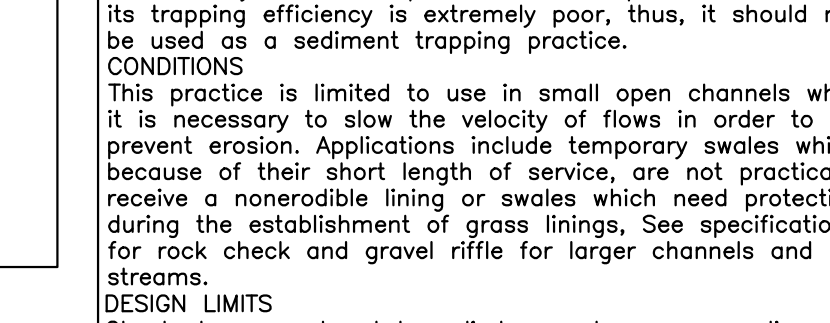 its trapping efficiency is extremely poor, thus, it should
be used as a sediment trapping practice.
CONDITIONS
This practice is limited to use in small open channels
it is necessary to slow the velocity of flows in order to
prevent erosion. Applications include temporary swales
because of their short length of service, are not
receive a nonerodible lining or swales which need
during the establishment of grass linings, See
for rock check and gravel riffle for larger channels and
streams.
DESIGN LIMITS